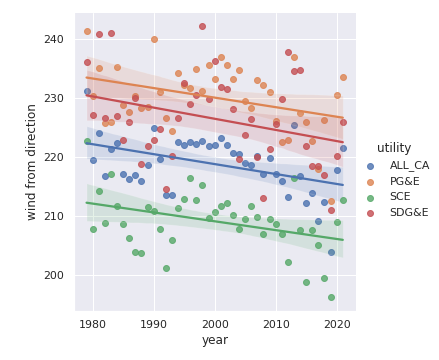 240
230
220
210
200
wind from direction
1980
1990
2000
2010
2020
year
utility
ALL_CA
PG&E
SCE
SDG&E